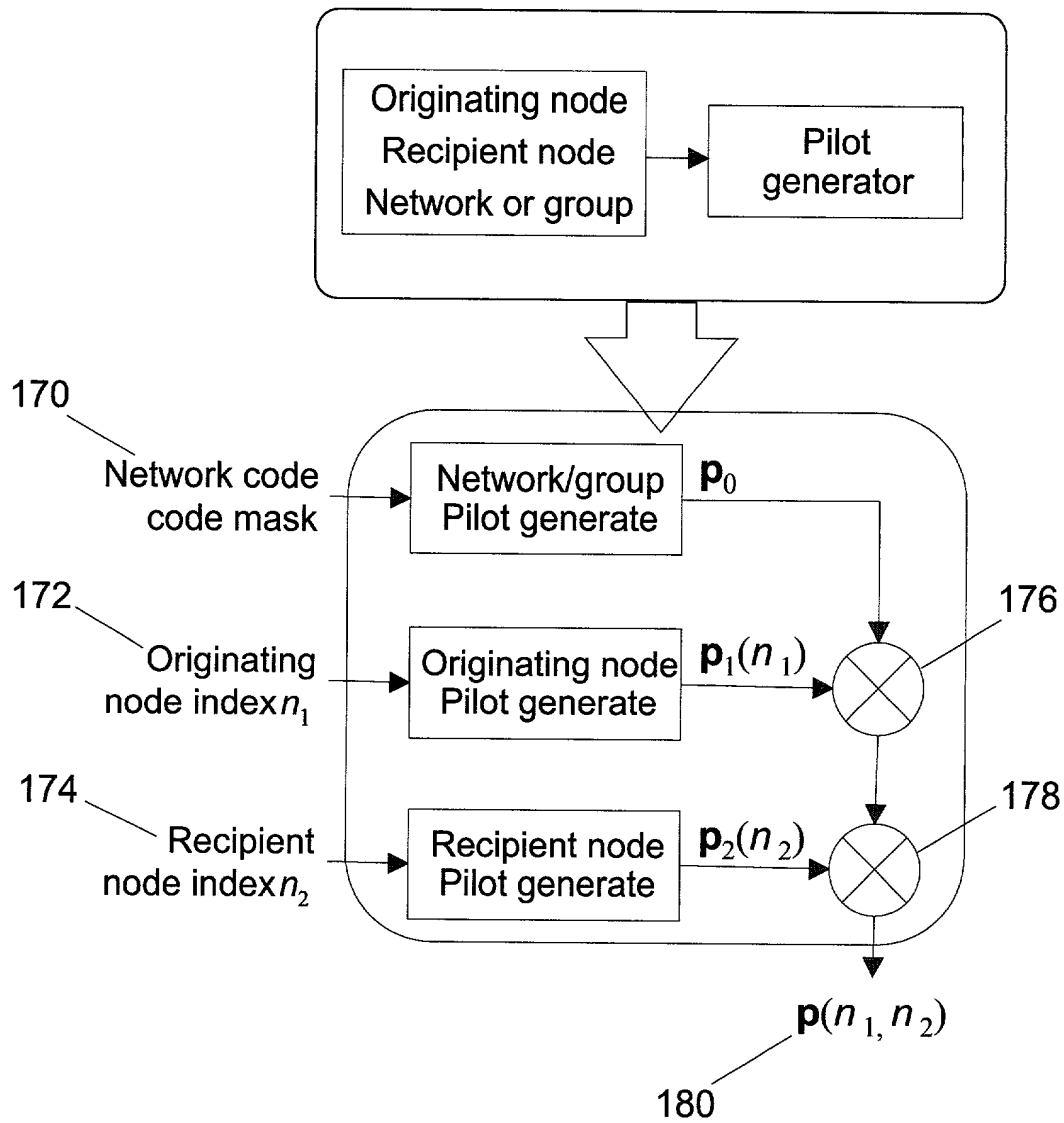 Originating node
Recipient node
Network or group
Pilot
generator
170
Network code
code mask
Network/group
Pilot generate
p₀
172
Originating
node index n₁
Originating node
Pilot generate
p₁(n₁)
176
174
Recipient
node index n₂
Recipient node
Pilot generate
p₂(n₂)
178
p(n₁, n₂)
180